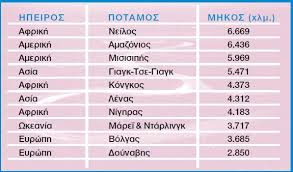 ΗΠΕΙΡΟΣ ΠΟΤΑΜΟΣ ΜΗΚΟΣ (χλμ.)
Αφρική Νείλος 6.669
Αμερική Αμαζόνιος 6,436
Αμερική Μισισιπής 5.969
Ασία Γιαγκ-Τσε-Γιαγκ 5.471
Αφρική Κόνγκος 4.373
Ασία Λένας 4.312
Αφρική Νίγηρας 4.183
Ωκεανία Μάρεϊ & Ντάρλινγκ 3.717
Ευρώπη Βόλγας 3.685
Ευρώπη Δούναβης 2.850